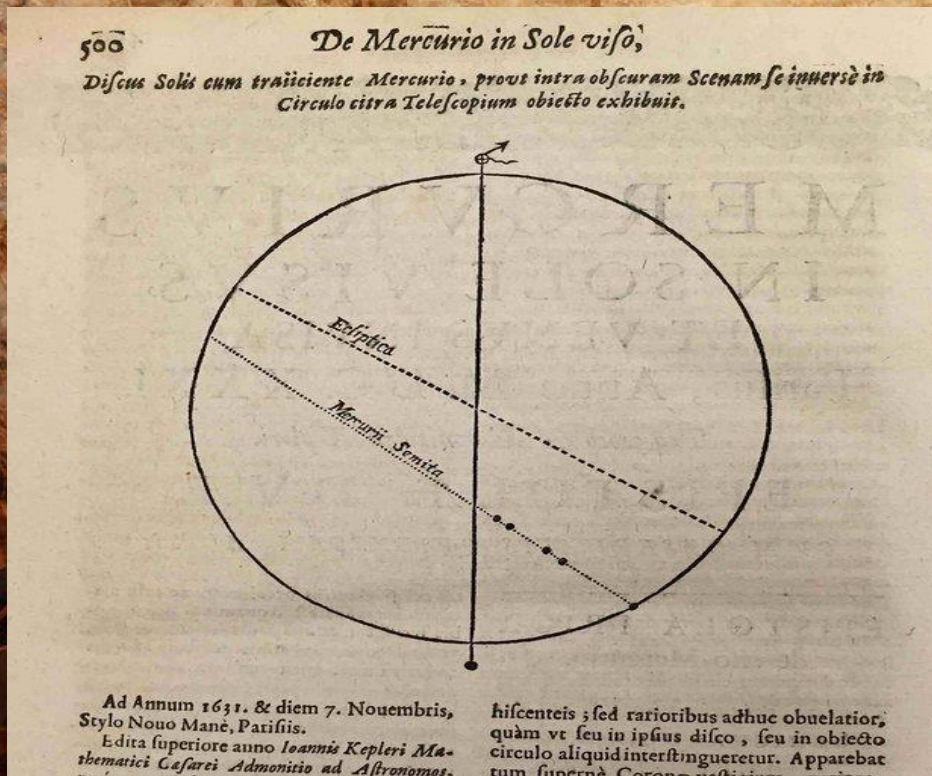 500
De Mercurio in Sole viso,
Discus Solis cum traiiciente Mercurio, prout intra obscuram Scenam se inuersè in
Circulo citra Telescopium obiecto exhibuit.
Ecliptica
Mercurii Semita
Ad Annum 1631. & diem 7. Nouembris,
Stylo Nouo Manè, Parisiis.
Edita superiore anno Ioannis Kepleri Ma-
thematici Cæsarei Admonitio ad Astronomos,
hiscenteis ; sed rarioribus adhuc obuelatior,
quàm vt seu in ipsius disco, seu in obiecto
circulo aliquid interstingueretur. Apparebat